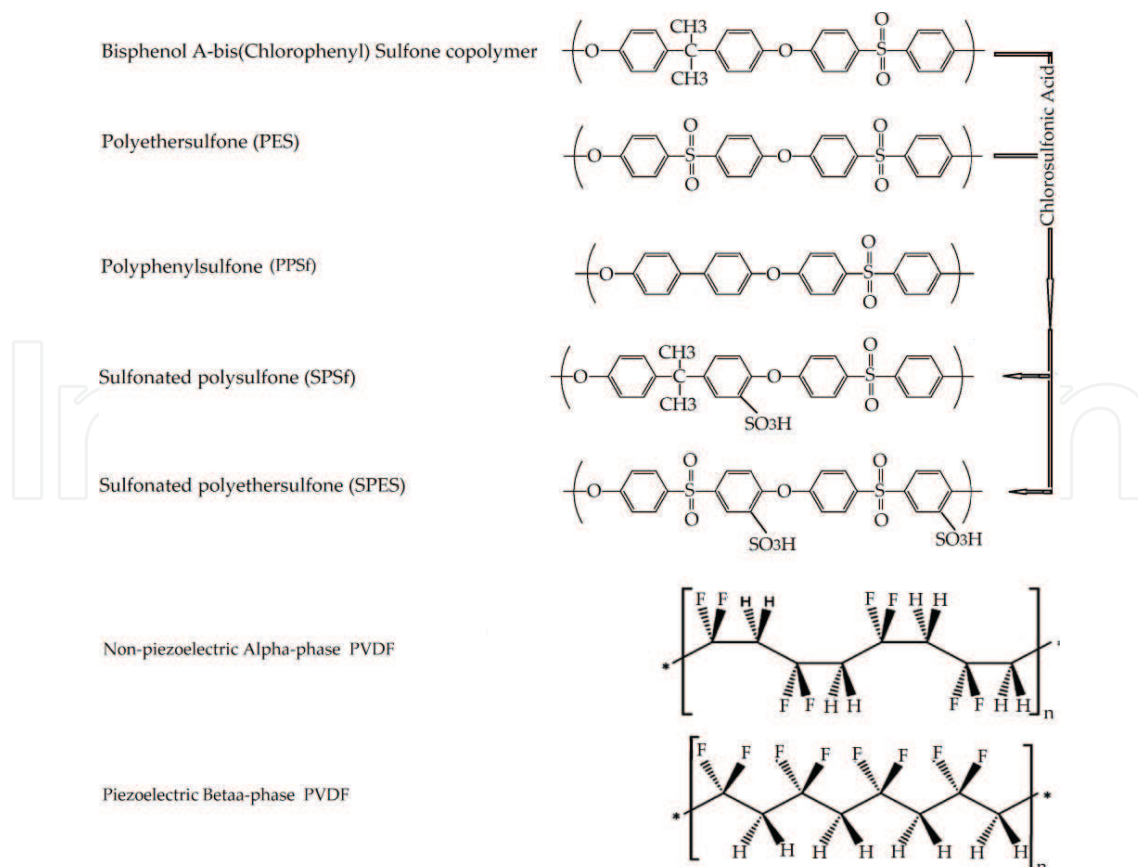 Bisphenol A-bis(Chlorophenyl) Sulfone copolymer
CH3
O
C
O
S
O
O
CH3
Chlorosulfonic Acid
Polyethersulfone (PES)
O
O
O
S
O
S
O
O
Polyphenylsulfone (PPSf)
O
O
O
S
O
Sulfonated polysulfone (SPSf)
CH3
O
O
C
O
S
CH3
O
SO3H
Sulfonated polyethersulfone (SPES)
O
O
O
S
O
S
O
O
SO3H
SO3H
Non-piezoelectric Alpha-phase PVDF
F F H H F F H H
*
*
F F H H F F H H
n
Piezoelectric Betaa-phase PVDF
F F F F F F F F
*
*
H H H H H H H H
n